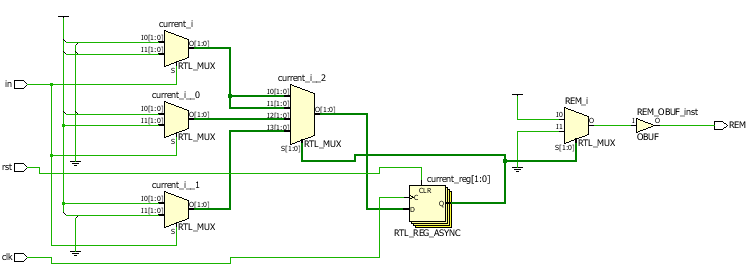 current_i
I0[1:0]
I1[1:0]
O[1:0]
S
RTL_MUX
in
current_i__0
I0[1:0]
I1[1:0]
O[1:0]
S
RTL_MUX
current_i__1
I0[1:0]
I1[1:0]
O[1:0]
S
RTL_MUX
current_i__2
I0[1:0]
I1[1:0]
I2[1:0]
I3[1:0]
O[1:0]
S[1:0]
RTL_MUX
rst
clk
current_reg[1:0]
CLR
C
D
Q
RTL_REG_ASYNC
REM_i
I0
I1
O
S[1:0]
RTL_MUX
REM_OBUF_inst
I
O
OBUF
REM